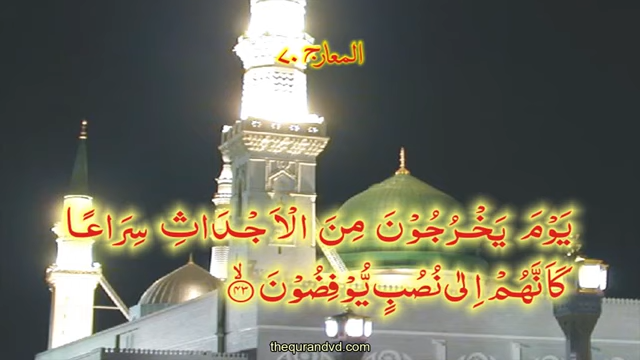 المعارج ٧٠
يَوْمَ يَخْرُجُوْنَ مِنَ الْاَجْدَاثِ سِرَاعًا
كَاَنَّهُمْ اِلٰى نُصُبٍ يُّوْفِضُوْنَ ۙ﴿۴۳﴾
thequrandvd.com